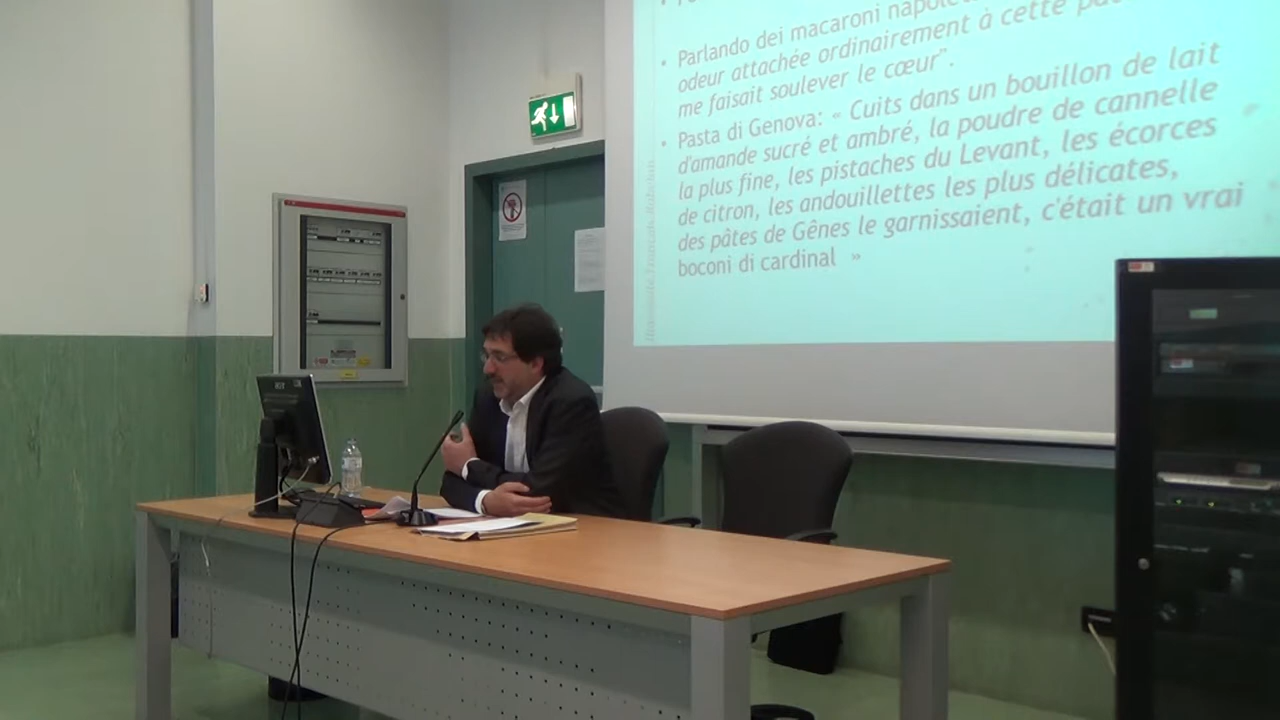 Parlando dei macaroni
odeur attachée ordinairement à cette
me faisait soulever le cœur".
Pasta di Genova: « Cuits dans un bouillon de lait
d'amande sucré et ambré, la poudre de cannelle
la plus fine, les pistaches du Levant, les écorces
de citron, les andouillettes les plus délicates,
des pâtes de Gênes le garnissaient, c'était un vrai
boconi di cardinal »